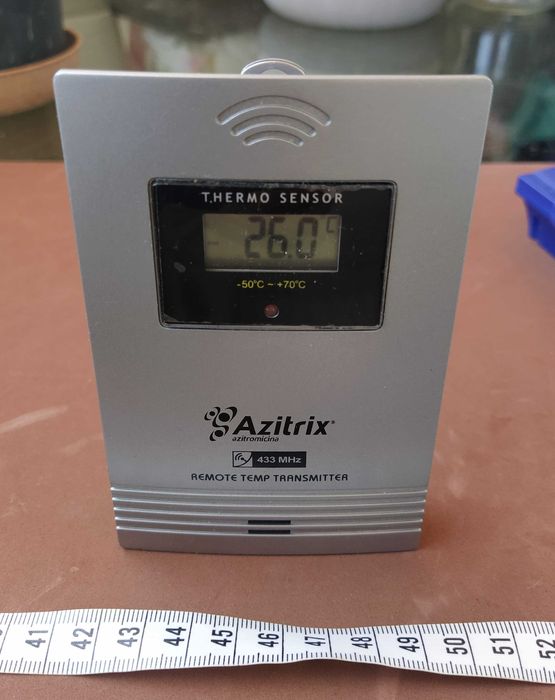 THERMO SENSOR
26.0°C
-50°C ~ +70°C
Azitrix®
azitromicina
433 MHz
REMOTE TEMP TRANSMITTER
41 42 43 44 45 46 47 48 49 50 51 52